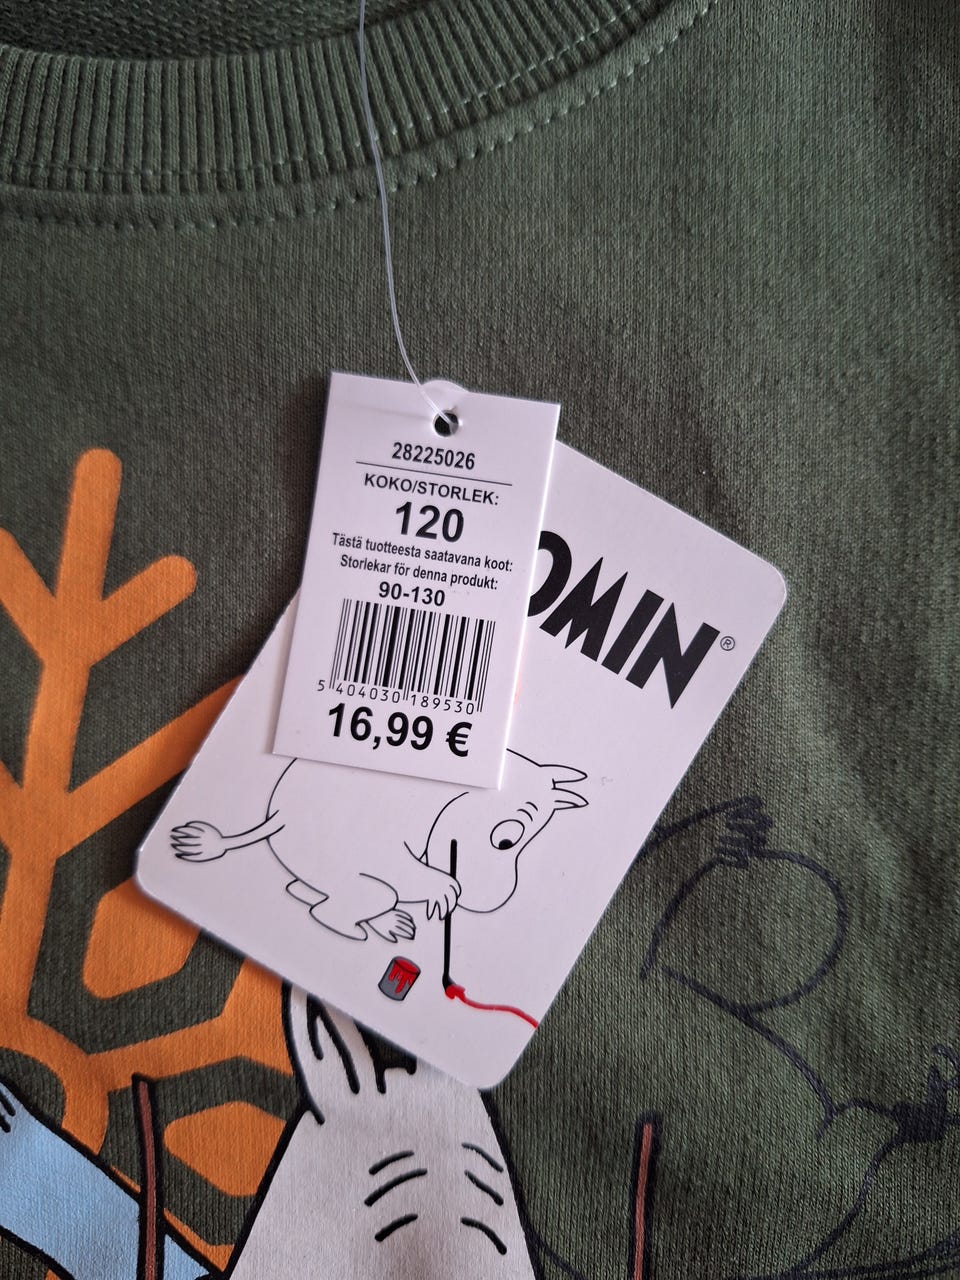 28225026
KOKO/STORLEK:
120
Tästä tuotteesta saatavana koot:
Storlekar för denna produkt:
90-130
5 404030 189530
16,99 €
OMIN®